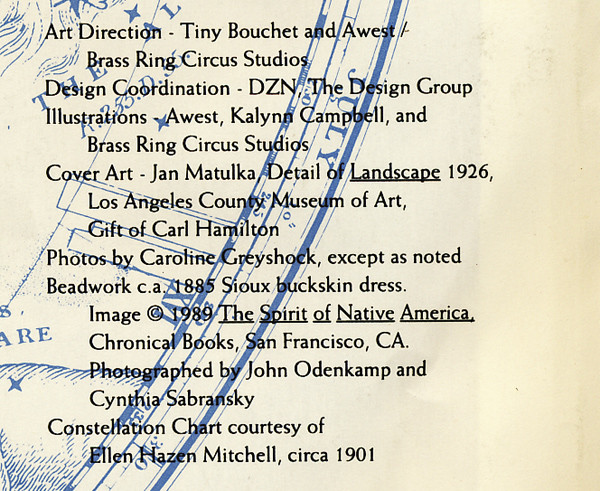 Art Direction - Tiny Bouchet and Awest /
Brass Ring Circus Studios
Design Coordination - DZN, The Design Group
Illustrations - Awest, Kalynn Campbell, and
Brass Ring Circus Studios
Cover Art - Jan Matulka Detail of Landscape 1926,
Los Angeles County Museum of Art,
Gift of Carl Hamilton
Photos by Caroline Greyshock, except as noted
Beadwork c.a. 1885 Sioux buckskin dress.
Image © 1989 The Spirit of Native America,
Chronical Books, San Francisco, CA.
Photographed by John Odenkamp and
Cynthia Sabransky
Constellation Chart courtesy of
Ellen Hazen Mitchell, circa 1901
THE
JULY
ARE